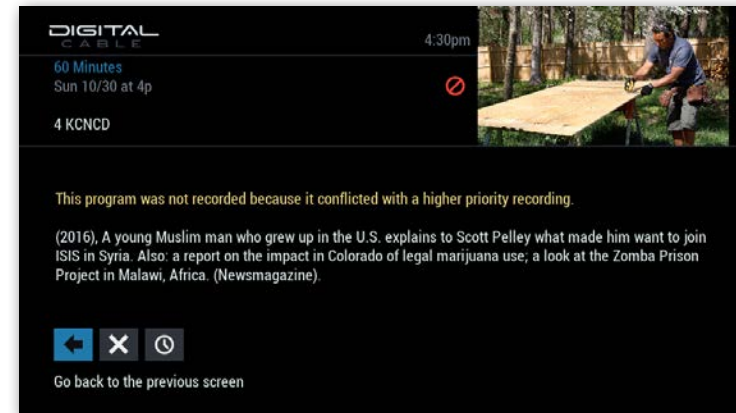 DIGITAL
CABLE
4:30pm
60 Minutes
Sun 10/30 at 4p
4 KCNCD
This program was not recorded because it conflicted with a higher priority recording.
(2016), A young Muslim man who grew up in the U.S. explains to Scott Pelley what made him want to join
ISIS in Syria. Also: a report on the impact in Colorado of legal marijuana use; a look at the Zomba Prison
Project in Malawi, Africa. (Newsmagazine).
Go back to the previous screen